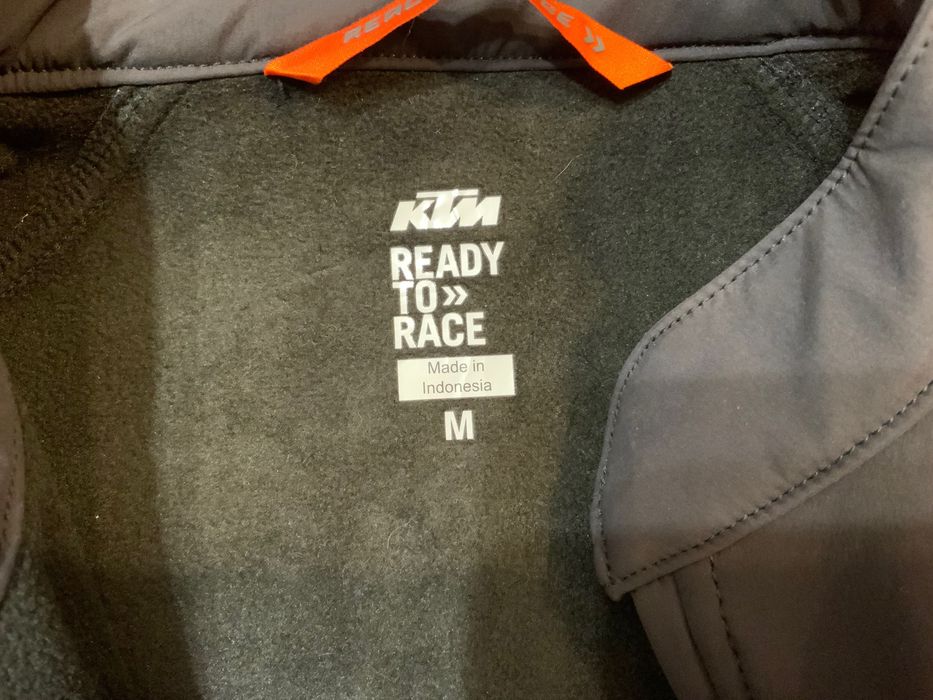 KTM
READY
TO »
RACE
Made in
Indonesia
M